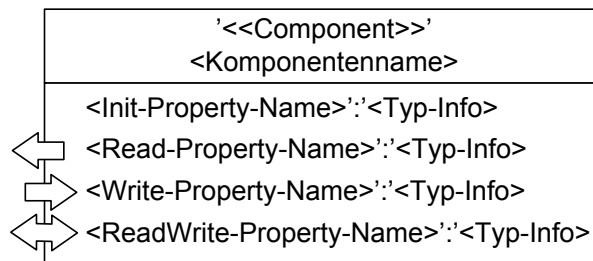 ’<<Component>>’
<Komponentenname>
<Init-Property-Name>’:’<Typ-Info>
<Read-Property-Name>’:’<Typ-Info>
<Write-Property-Name>’:’<Typ-Info>
<ReadWrite-Property-Name>’:’<Typ-Info>